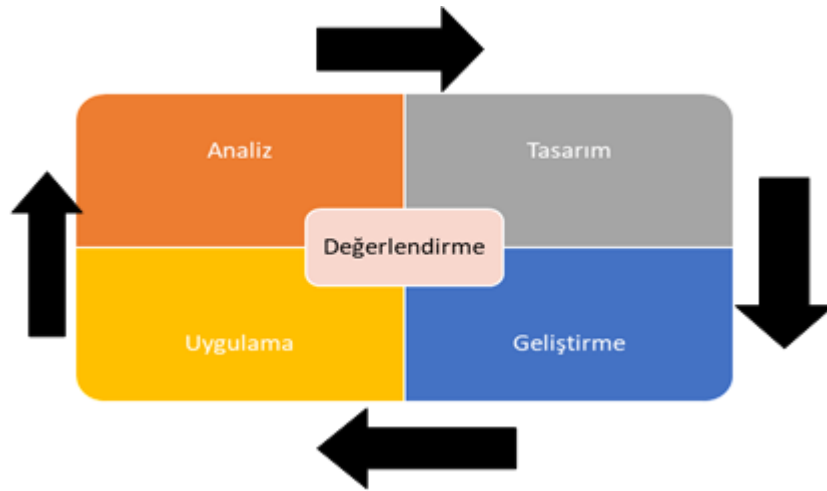 Analiz
Tasarım
Değerlendirme
Uygulama
Geliştirme